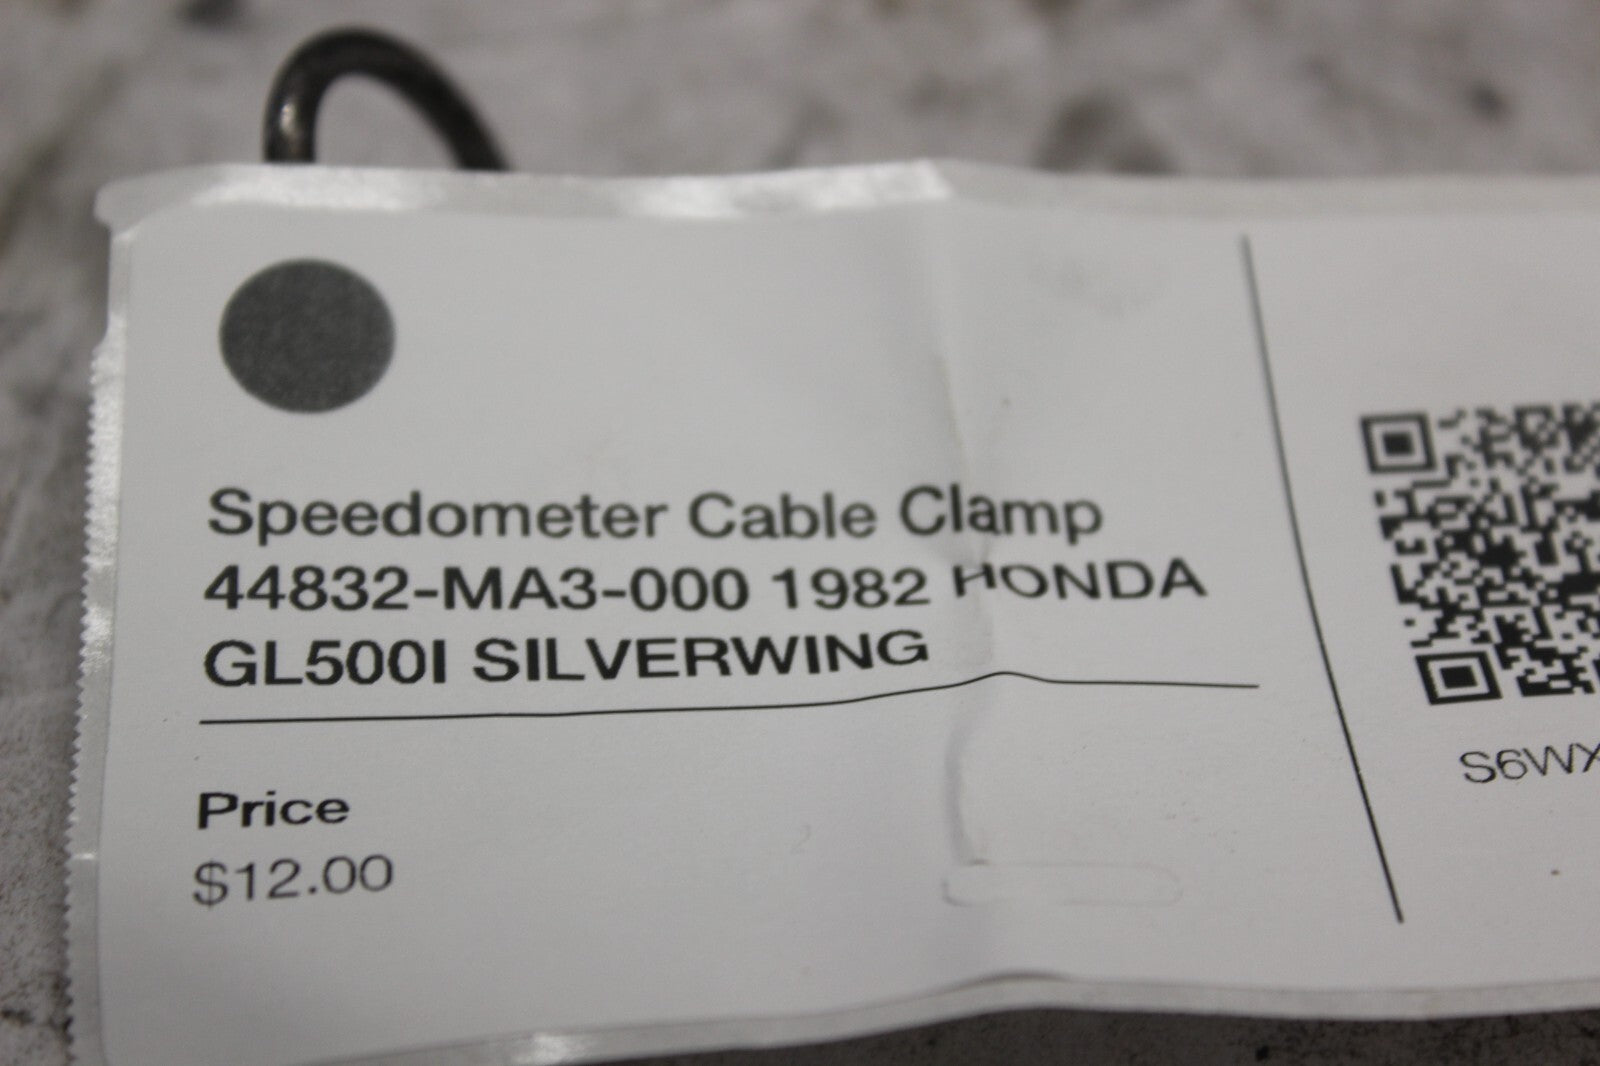 Speedometer Cable Clamp
44832-MA3-000 1982 HONDA
GL500I SILVERWING
Price
$12.00
S6WX